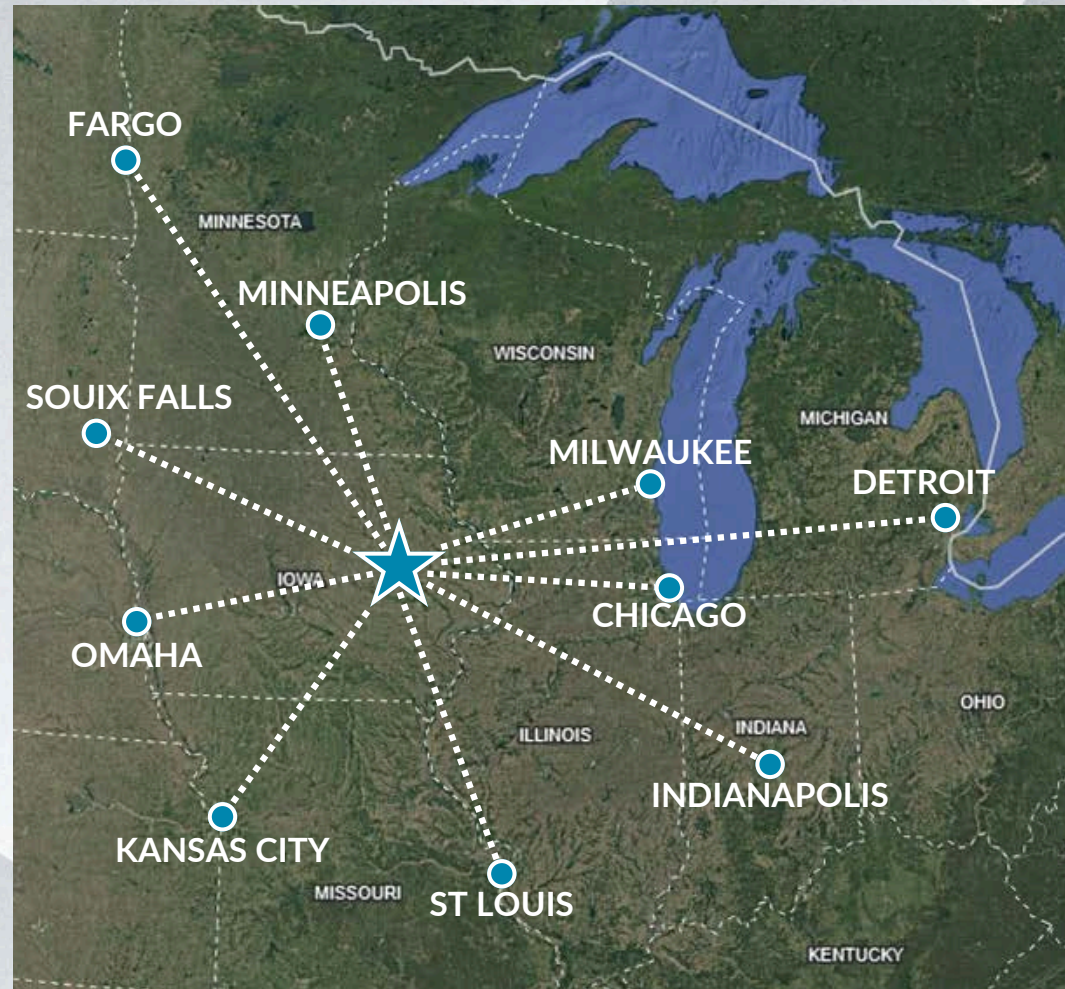 FARGO
MINNESOTA
MINNEAPOLIS
WISCONSIN
SOUIX FALLS
MICHIGAN
MILWAUKEE
DETROIT
IOWA
CHICAGO
OMAHA
OHIO
INDIANA
ILLINOIS
INDIANAPOLIS
KANSAS CITY
MISSOURI
ST LOUIS
KENTUCKY